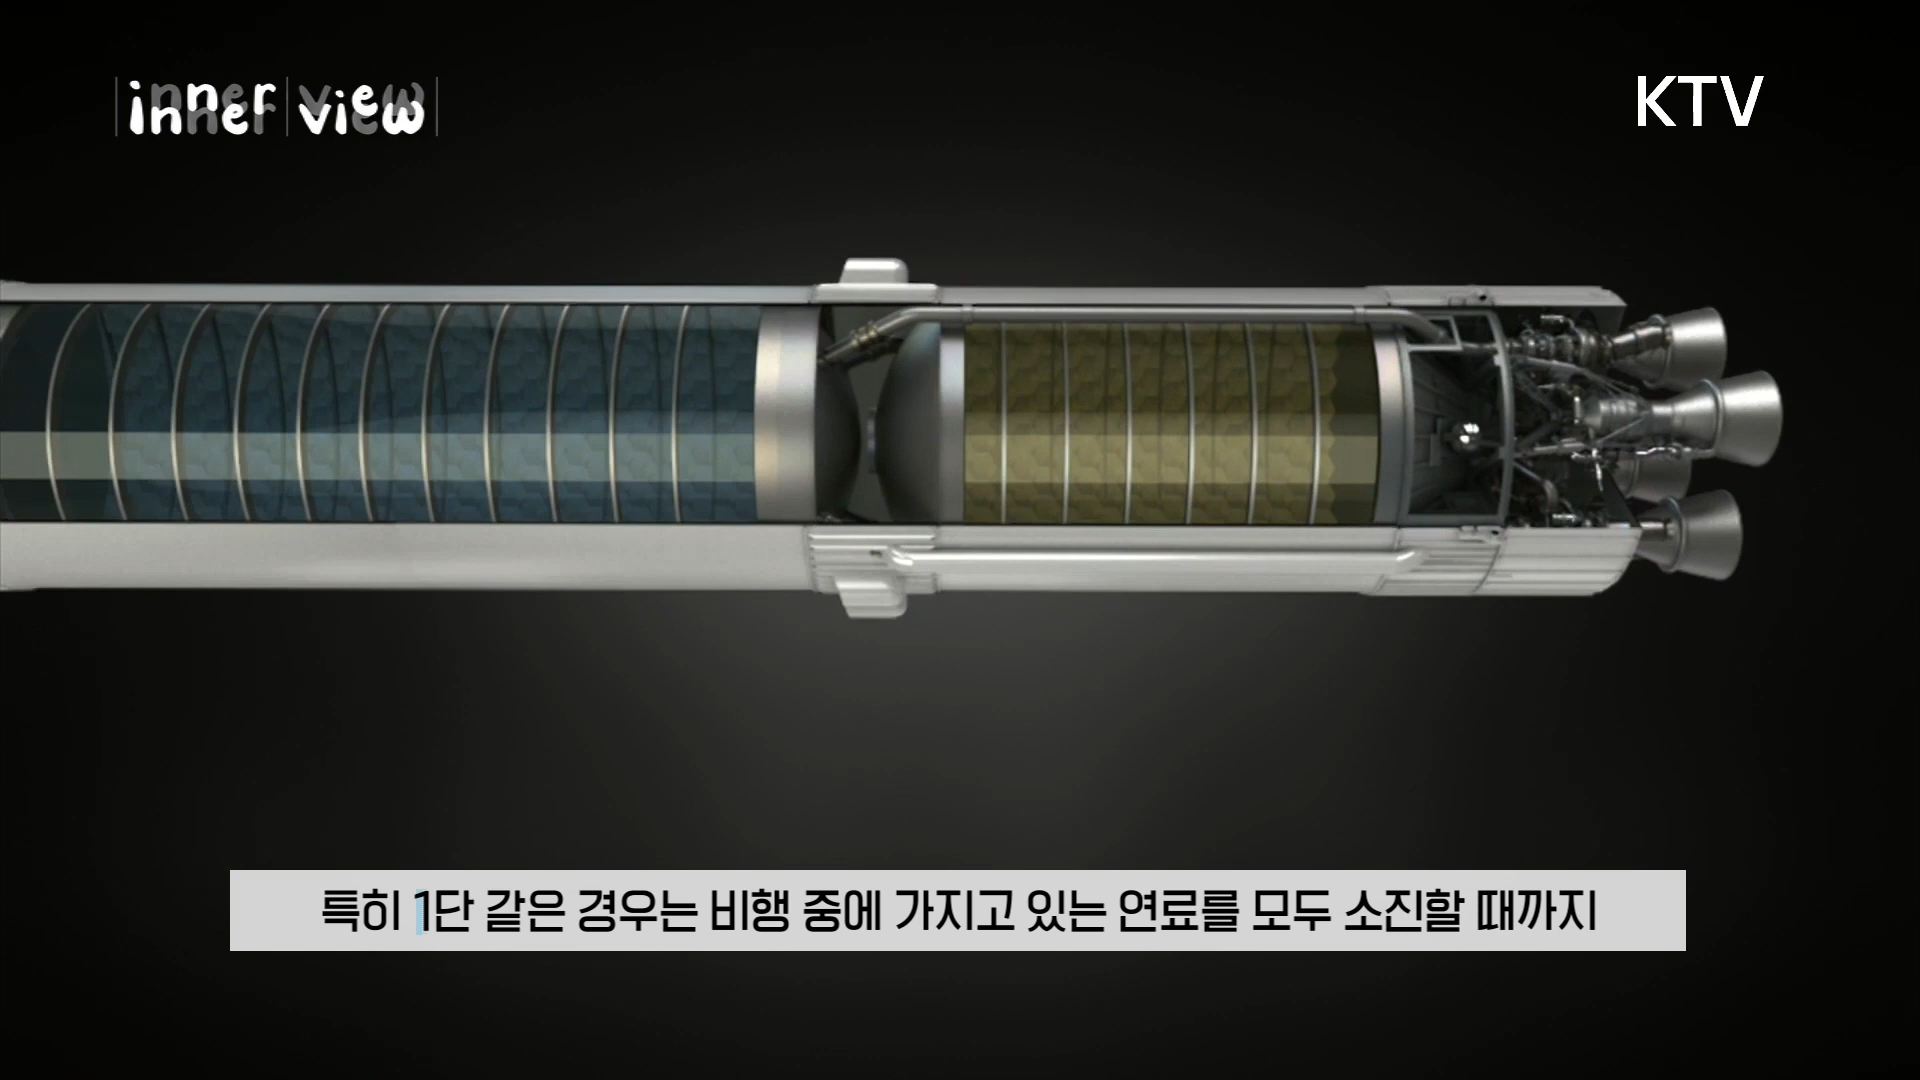 inner view
KTV
특히 1단 같은 경우는 비행 중에 가지고 있는 연료를 모두 소진할 때까지